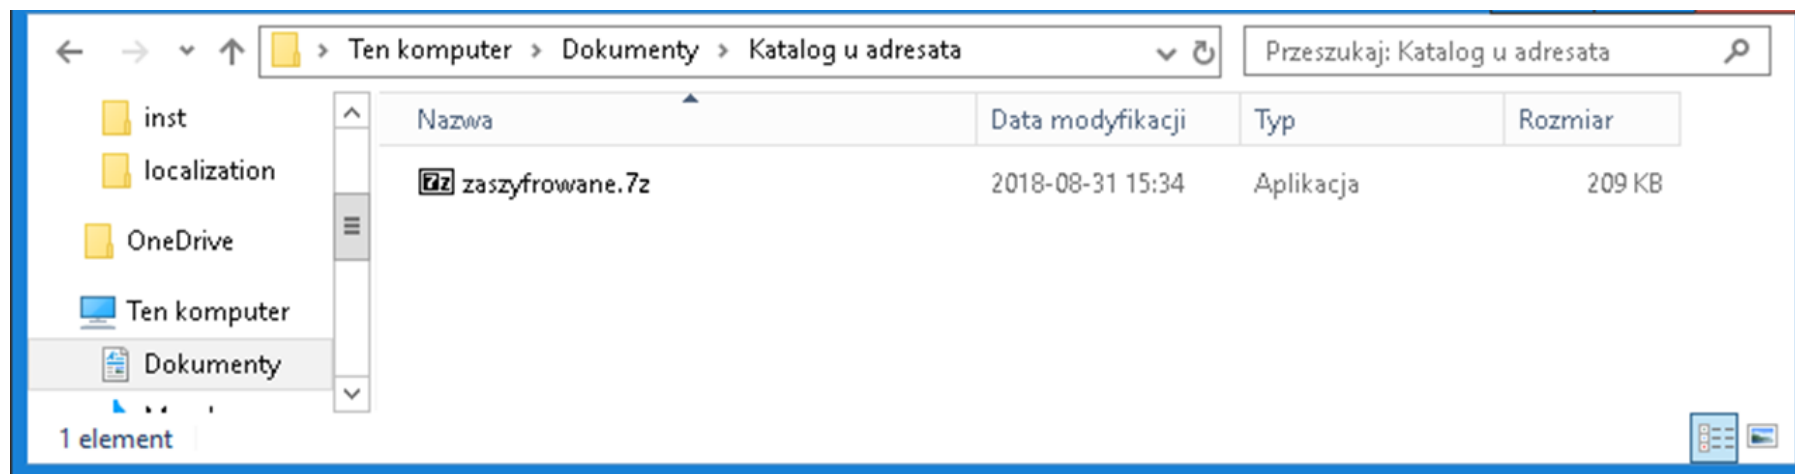 Ten komputer > Dokumenty > Katalog u adresata
Przeszukaj: Katalog u adresata
inst
localization
OneDrive
Ten komputer
Dokumenty
Nazwa Data modyfikacji Typ Rozmiar
7z zaszyfrowane.7z 2018-08-31 15:34 Aplikacja 209 KB
1 element